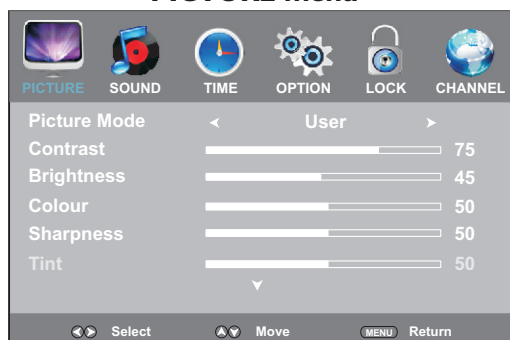 PICTURE SOUND TIME OPTION LOCK CHANNEL
Picture Mode User
Contrast 75
Brightness 45
Colour 50
Sharpness 50
Tint 50
Select Move MENU Return